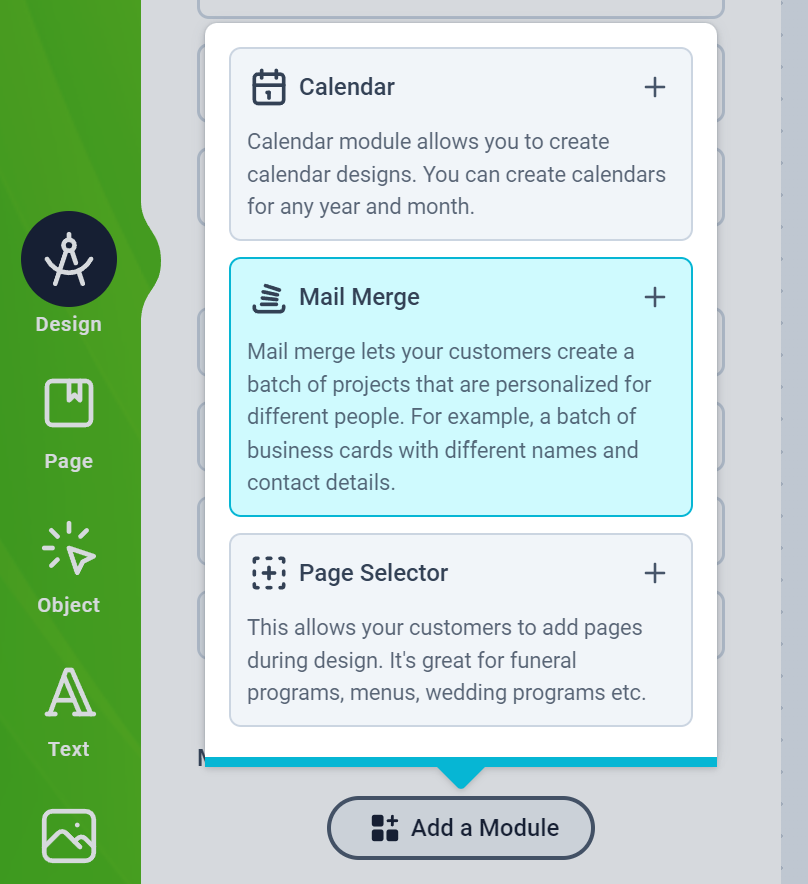 Calendar
Calendar module allows you to create
calendar designs. You can create calendars
for any year and month.
Mail Merge
Mail merge lets your customers create a
batch of projects that are personalized for
different people. For example, a batch of
business cards with different names and
contact details.
Page Selector
This allows your customers to add pages
during design. It's great for funeral
programs, menus, wedding programs etc.
Add a Module
Design
Page
Object
Text